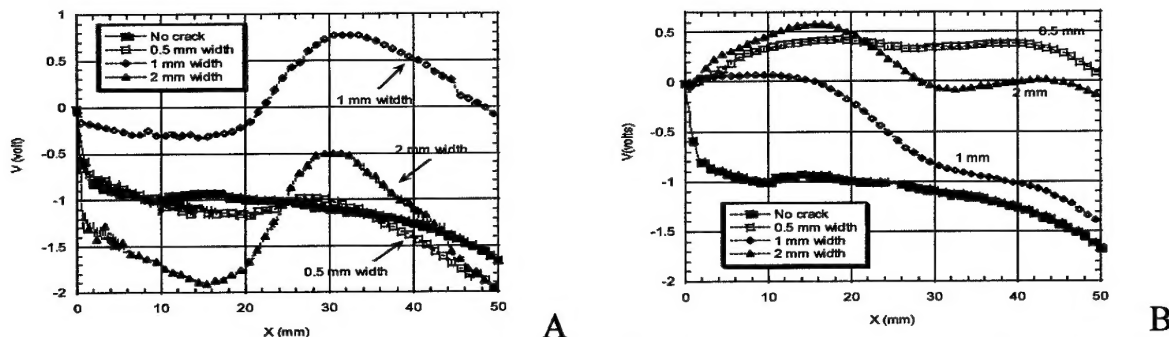 1
0.5
0
-0.5
-1
-1.5
-2
V (volt)
No crack
0.5 mm width
1 mm width
2 mm width
1 mm witdth
2 mm width
0.5 mm width
0 10 20 30 40 50
X (mm)
A
B
1
0.5
0
-0.5
-1
-1.5
-2
V(volts)
0.5 mm
2 mm
1 mm
No crack
0.5 mm width
1 mm width
2 mm width
0 10 20 30 40 50
X (mm)